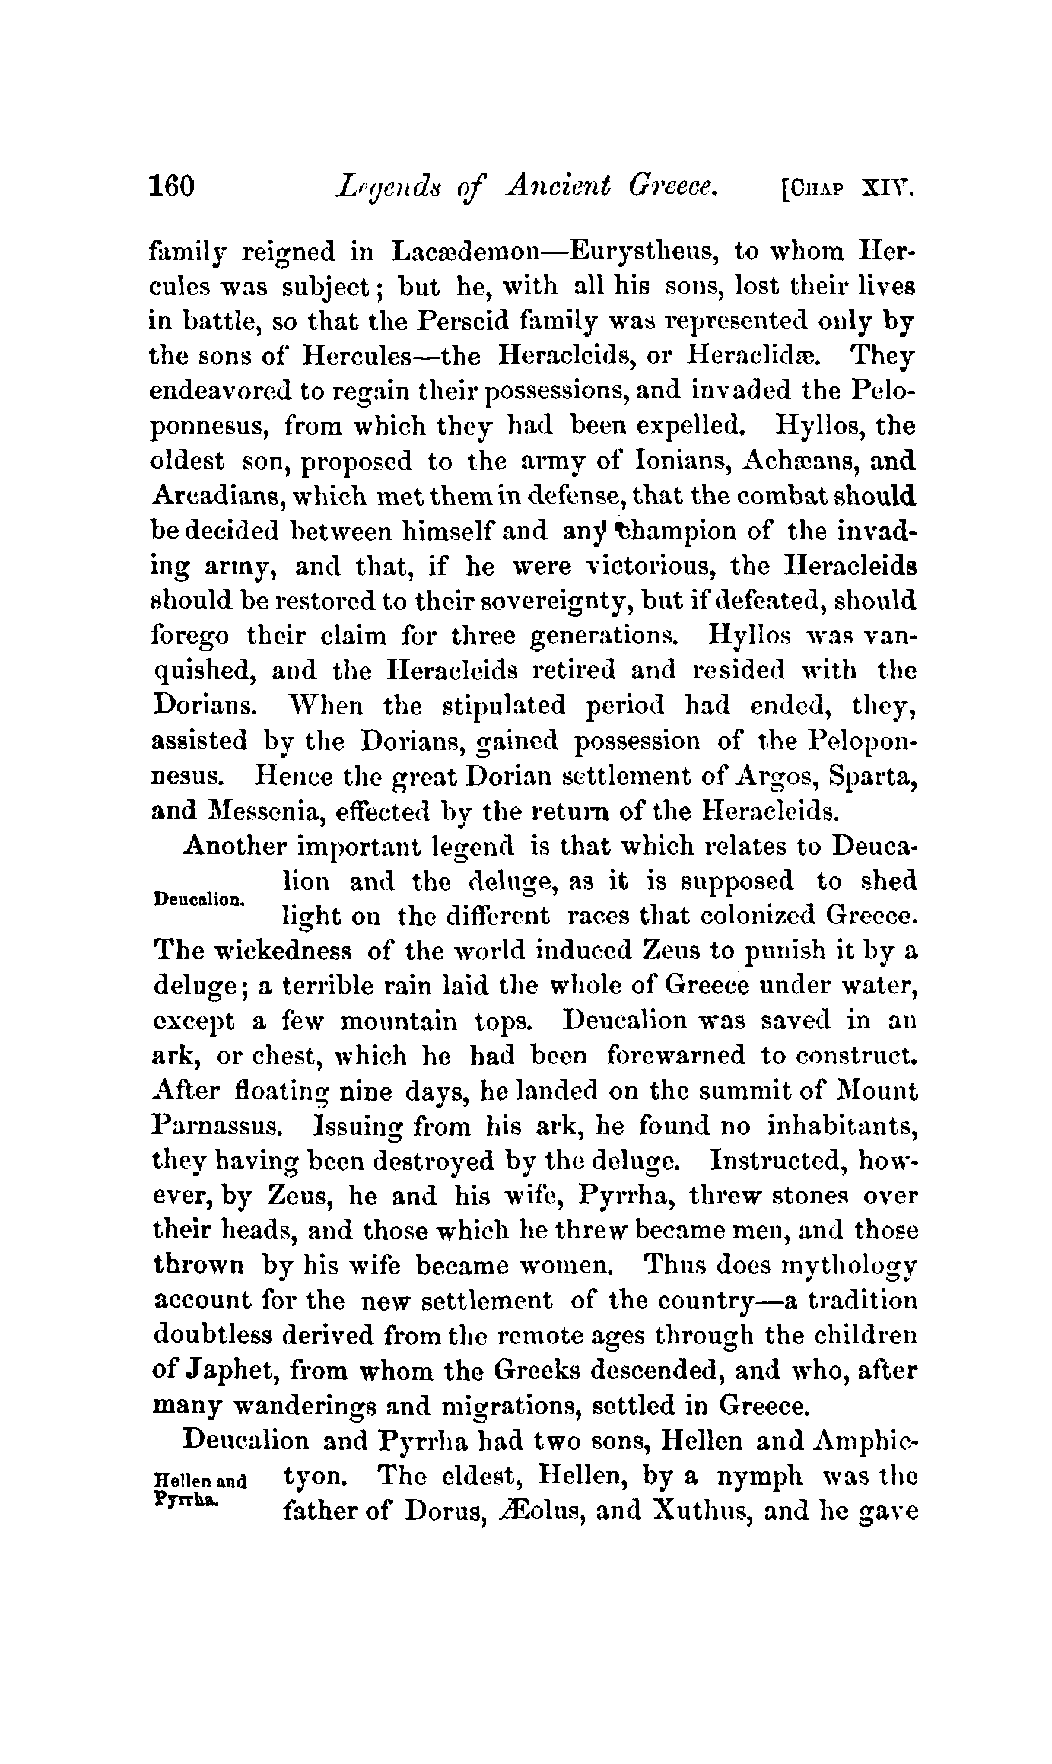 160 Legends of Ancient Greece. [CHAP XIV.
family reigned in Lacædemon—Eurystheus, to whom Her-
cules was subject; but he, with all his sons, lost their lives
in battle, so that the Perseid family was represented only by
the sons of Hercules—the Heracleids, or Heraclidæ. They
endeavored to regain their possessions, and invaded the Pelo-
ponnesus, from which they had been expelled. Hyllos, the
oldest son, proposed to the army of Ionians, Achæans, and
Arcadians, which met them in defense, that the combat should
be decided between himself and any champion of the invad-
ing army, and that, if he were victorious, the Heracleids
should be restored to their sovereignty, but if defeated, should
forego their claim for three generations. Hyllos was van-
quished, and the Heracleids retired and resided with the
Dorians. When the stipulated period had ended, they,
assisted by the Dorians, gained possession of the Pelopon-
nesus. Hence the great Dorian settlement of Argos, Sparta,
and Messenia, effected by the return of the Heracleids.
Another important legend is that which relates to Deuca-
Deucalion.
lion and the deluge, as it is supposed to shed
light on the different races that colonized Greece.
The wickedness of the world induced Zeus to punish it by a
deluge; a terrible rain laid the whole of Greece under water,
except a few mountain tops. Deucalion was saved in an
ark, or chest, which he had been forewarned to construct.
After floating nine days, he landed on the summit of Mount
Parnassus. Issuing from his ark, he found no inhabitants,
they having been destroyed by the deluge. Instructed, how-
ever, by Zeus, he and his wife, Pyrrha, threw stones over
their heads, and those which he threw became men, and those
thrown by his wife became women. Thus does mythology
account for the new settlement of the country—a tradition
doubtless derived from the remote ages through the children
of Japhet, from whom the Greeks descended, and who, after
many wanderings and migrations, settled in Greece.
Deucalion and Pyrrha had two sons, Hellen and Amphic-
Hellen and
Pyrrha.
tyon. The eldest, Hellen, by a nymph was the
father of Dorus, Æolus, and Xuthus, and he gave